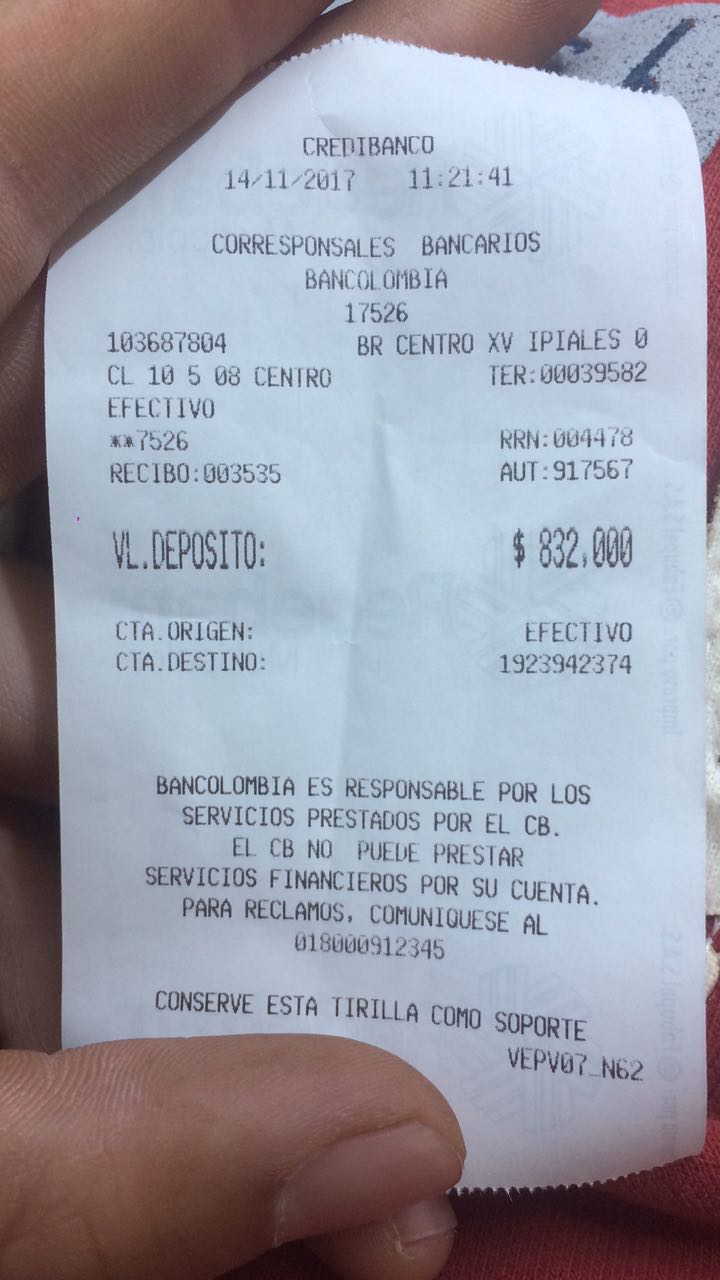 CREDIBANCO
14/11/2017 11:21:41
CORRESPONSALES BANCARIOS
BANCOLOMBIA
17526
103687804 BR CENTRO XV IPIALES 0
CL 10 5 08 CENTRO TER:00039582
EFECTIVO
**7526 RRN:004478
RECIBO:003535 AUT:917567
VL.DEPOSITO: $ 832,000
CTA.ORIGEN: EFECTIVO
CTA.DESTINO: 1923942374
BANCOLOMBIA ES RESPONSABLE POR LOS
SERVICIOS PRESTADOS POR EL CB.
EL CB NO PUEDE PRESTAR
SERVICIOS FINANCIEROS POR SU CUENTA.
PARA RECLAMOS, COMUNIQUESE AL
018000912345
CONSERVE ESTA TIRILLA COMO SOPORTE
VEPV07_N62